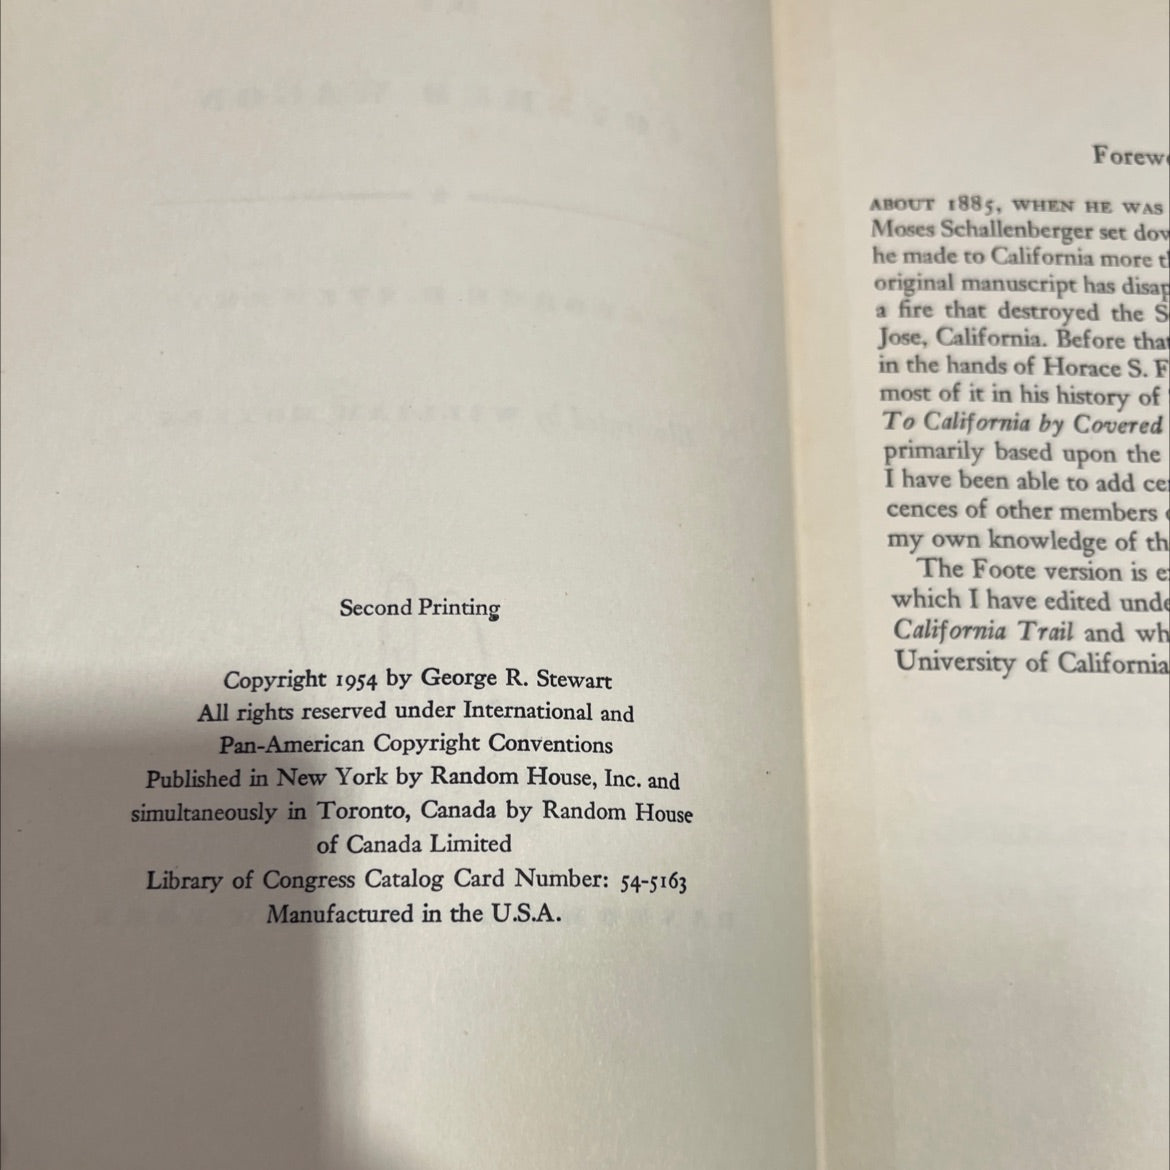 Second Printing
Copyright 1954 by George R. Stewart
All rights reserved under International and
Pan-American Copyright Conventions
Published in New York by Random House, Inc. and
simultaneously in Toronto, Canada by Random House
of Canada Limited
Library of Congress Catalog Card Number: 54-5163
Manufactured in the U.S.A.
ABOUT 1885, WHEN HE WAS
Moses Schallenberger set
he made to California more
original manuscript has
a fire that destroyed the
Jose, California. Before
in the hands of Horace S.
most of it in his history of
To California by Covered
primarily based upon the
I have been able to add
cences of other members
my own knowledge of
The Foote version is
which I have edited
California Trail and
University of California